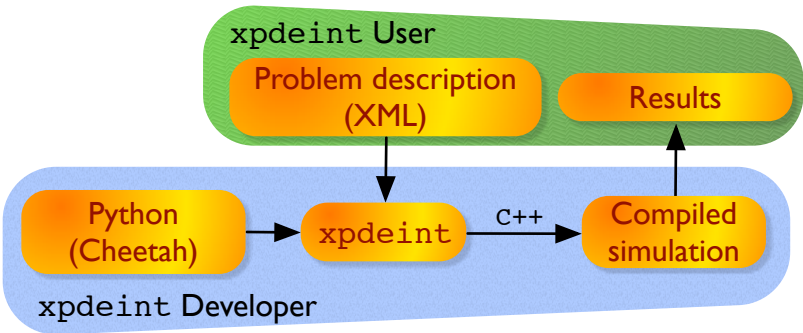 xpdeint User
Problem description
(XML)
Results
Python
(Cheetah)
xpdeint
C++
Compiled
simulation
xpdeint Developer